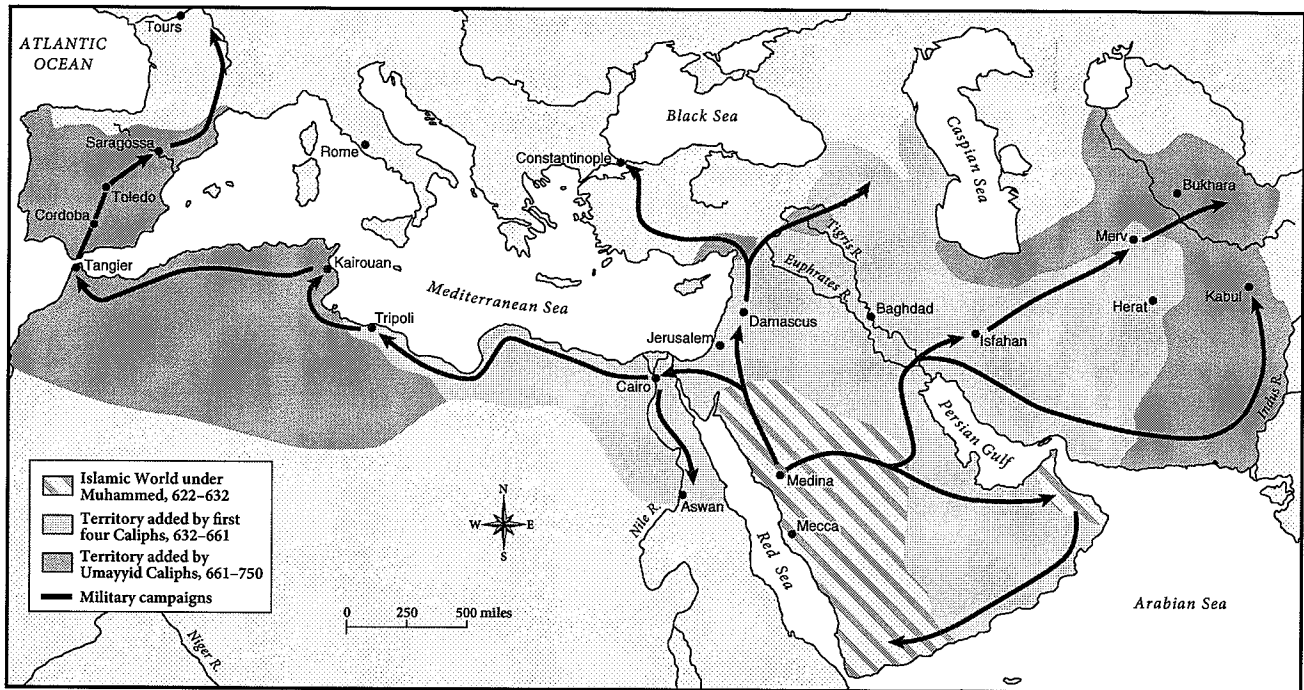 Tours
ATLANTIC
OCEAN
Black Sea
Caspian Sea
Saragossa
Rome
Constantinople
Bukhara
Toledo
Cordoba
Tigris R.
Merv
Tangier
Kairouan
Euphrates R.
Mediterranean Sea
Baghdad
Herat
Kabul
Tripoli
Damascus
Jerusalem
Isfahan
Indus R.
Cairo
Persian Gulf
Medina
Aswan
Nile R.
Mecca
Red Sea
Arabian Sea
Niger R.
N
W
E
S
0
250
500 miles
Islamic World under
Muhammed, 622–632
Territory added by first
four Caliphs, 632–661
Territory added by
Umayyid Caliphs, 661–750
Military campaigns